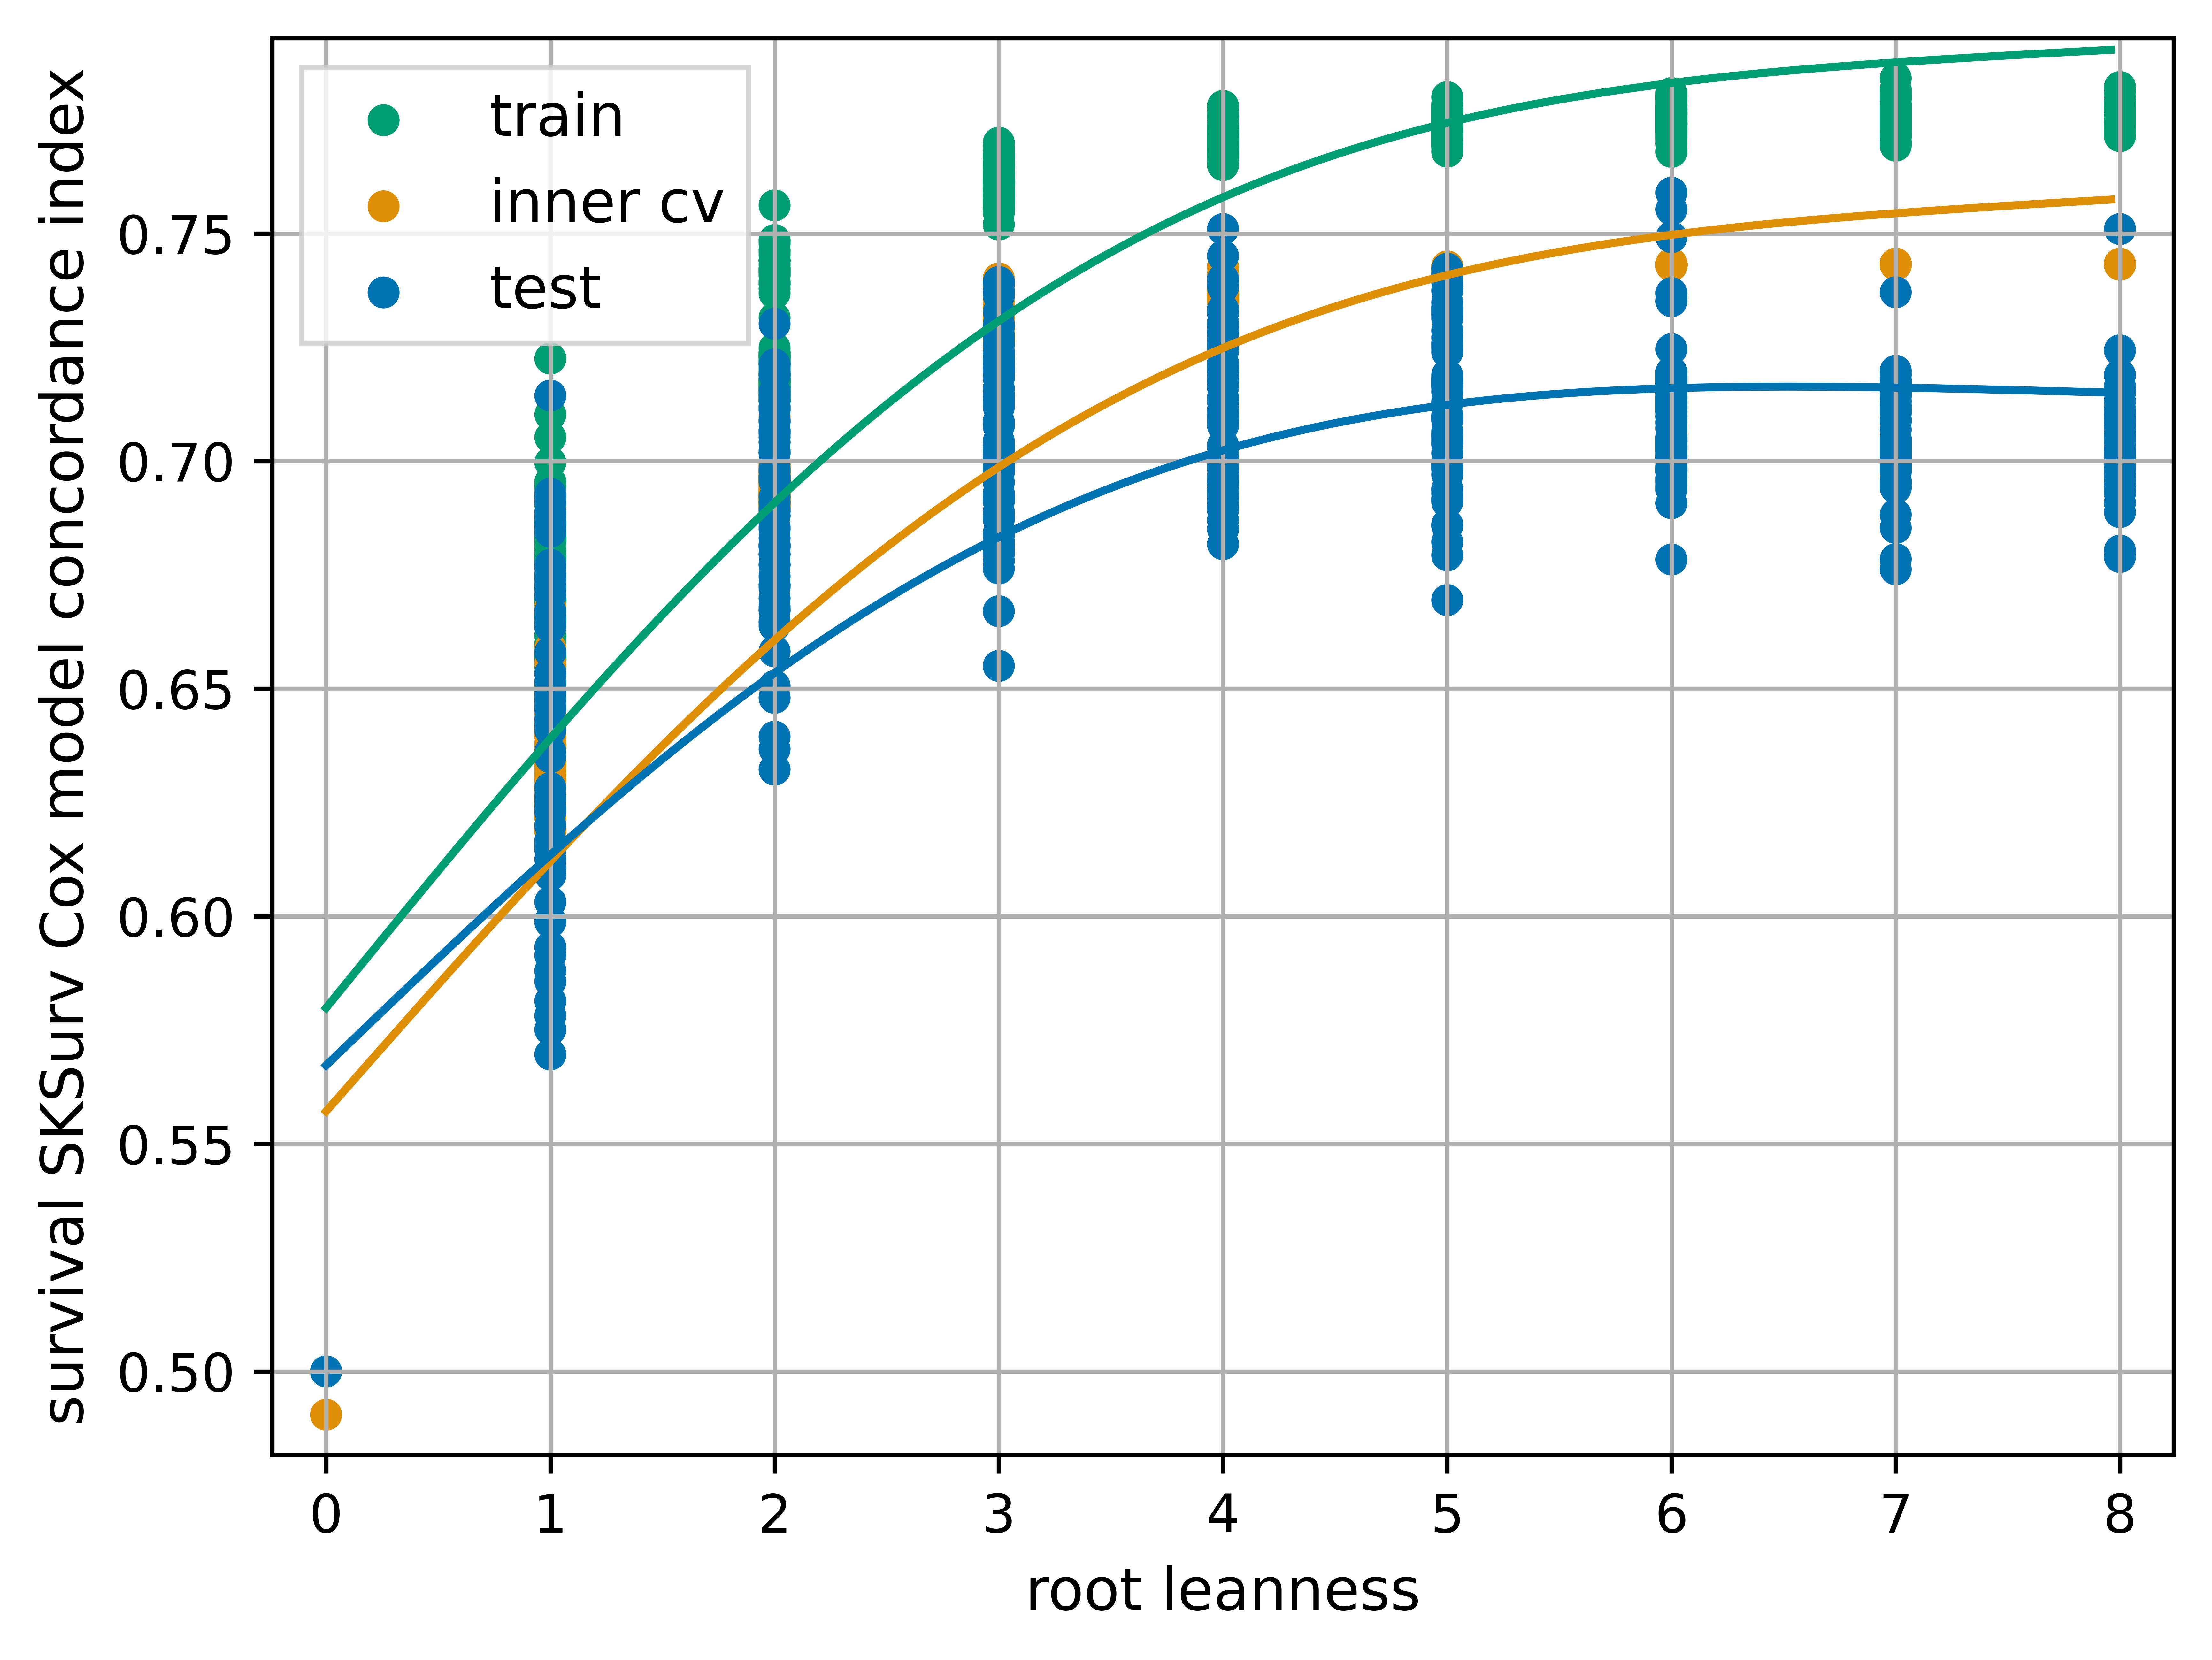 survival SKSurv Cox model concordance index
train
inner cv
test
0.75
0.70
0.65
0.60
0.55
0.50
0 1 2 3 4 5 6 7 8
root leanness